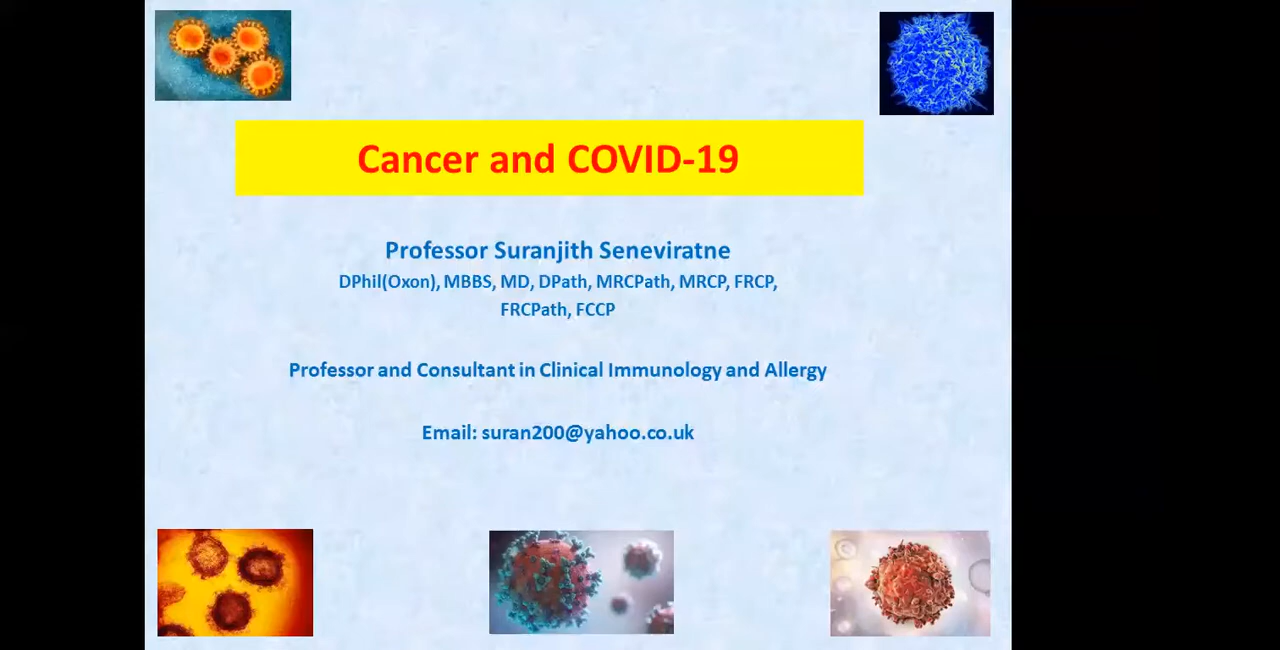 Cancer and COVID-19
Professor Suranjith Seneviratne
DPhil(Oxon), MBBS, MD, DPath, MRCPath, MRCP, FRCP,
FRCPath, FCCP
Professor and Consultant in Clinical Immunology and Allergy
Email: suran200@yahoo.co.uk